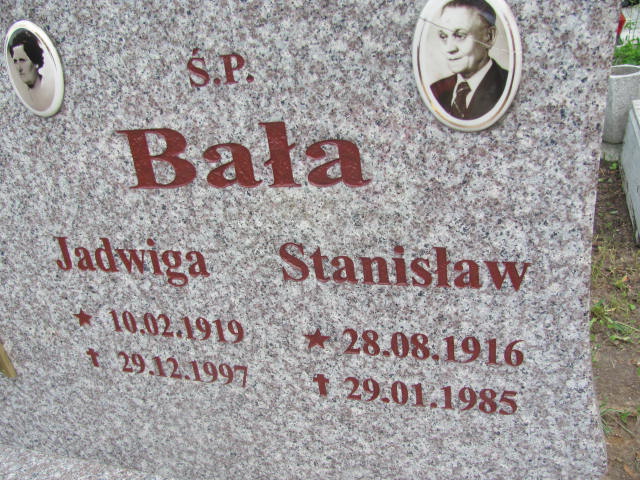 Ś.P.
Bała
Jadwiga
★ 10.02.1919
✝ 29.12.1997
Stanisław
★ 28.08.1916
✝ 29.01.1985